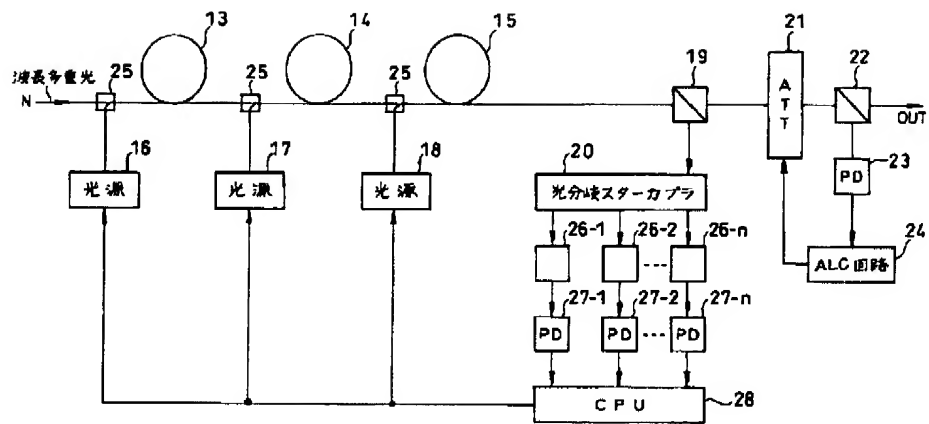 13
14
15
21
波長多重光
25
25
25
19
22
N
ATT
OUT
16
17
18
20
23
光源
光源
光源
光分岐スターカプラ
PD
26-1
26-2
26-n
24
ALC回路
27-1
27-2
27-n
PD
PD
PD
CPU
28